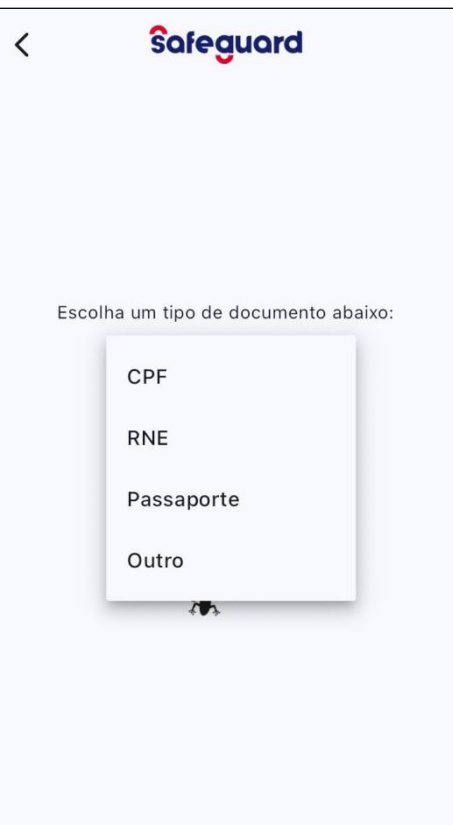 Safeguard
Escolha um tipo de documento abaixo:
CPF
RNE
Passaporte
Outro